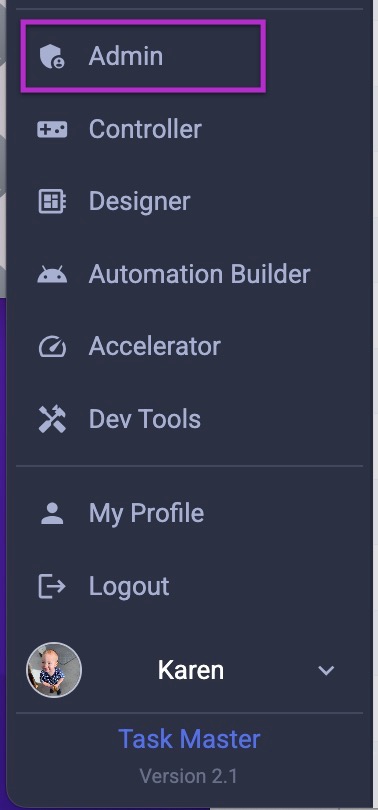 Admin
Controller
Designer
Automation Builder
Accelerator
Dev Tools
My Profile
Logout
Karen
Task Master
Version 2.1